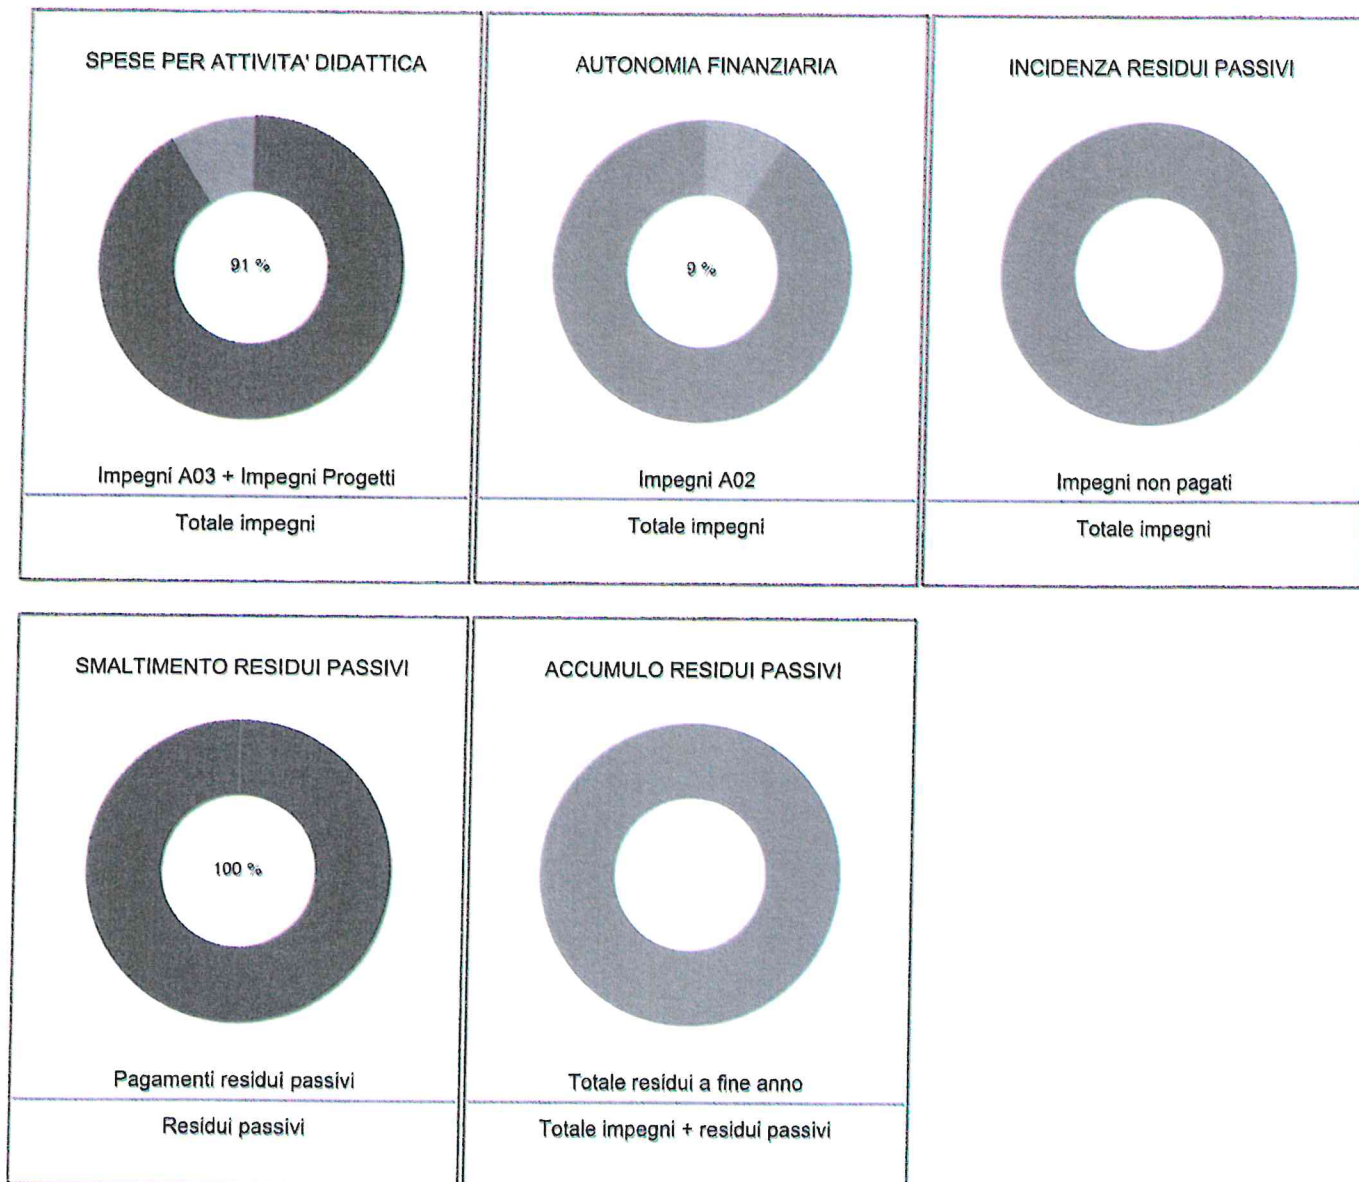 SPESE PER ATTIVITA' DIDATTICA
91 %
Impegni A03 + Impegni Progetti
Totale impegni
AUTONOMIA FINANZIARIA
9 %
Impegni A02
Totale impegni
INCIDENZA RESIDUI PASSIVI
Impegni non pagati
Totale impegni
SMALTIMENTO RESIDUI PASSIVI
100 %
Pagamenti residui passivi
Residui passivi
ACCUMULO RESIDUI PASSIVI
Totale residui a fine anno
Totale impegni + residui passivi